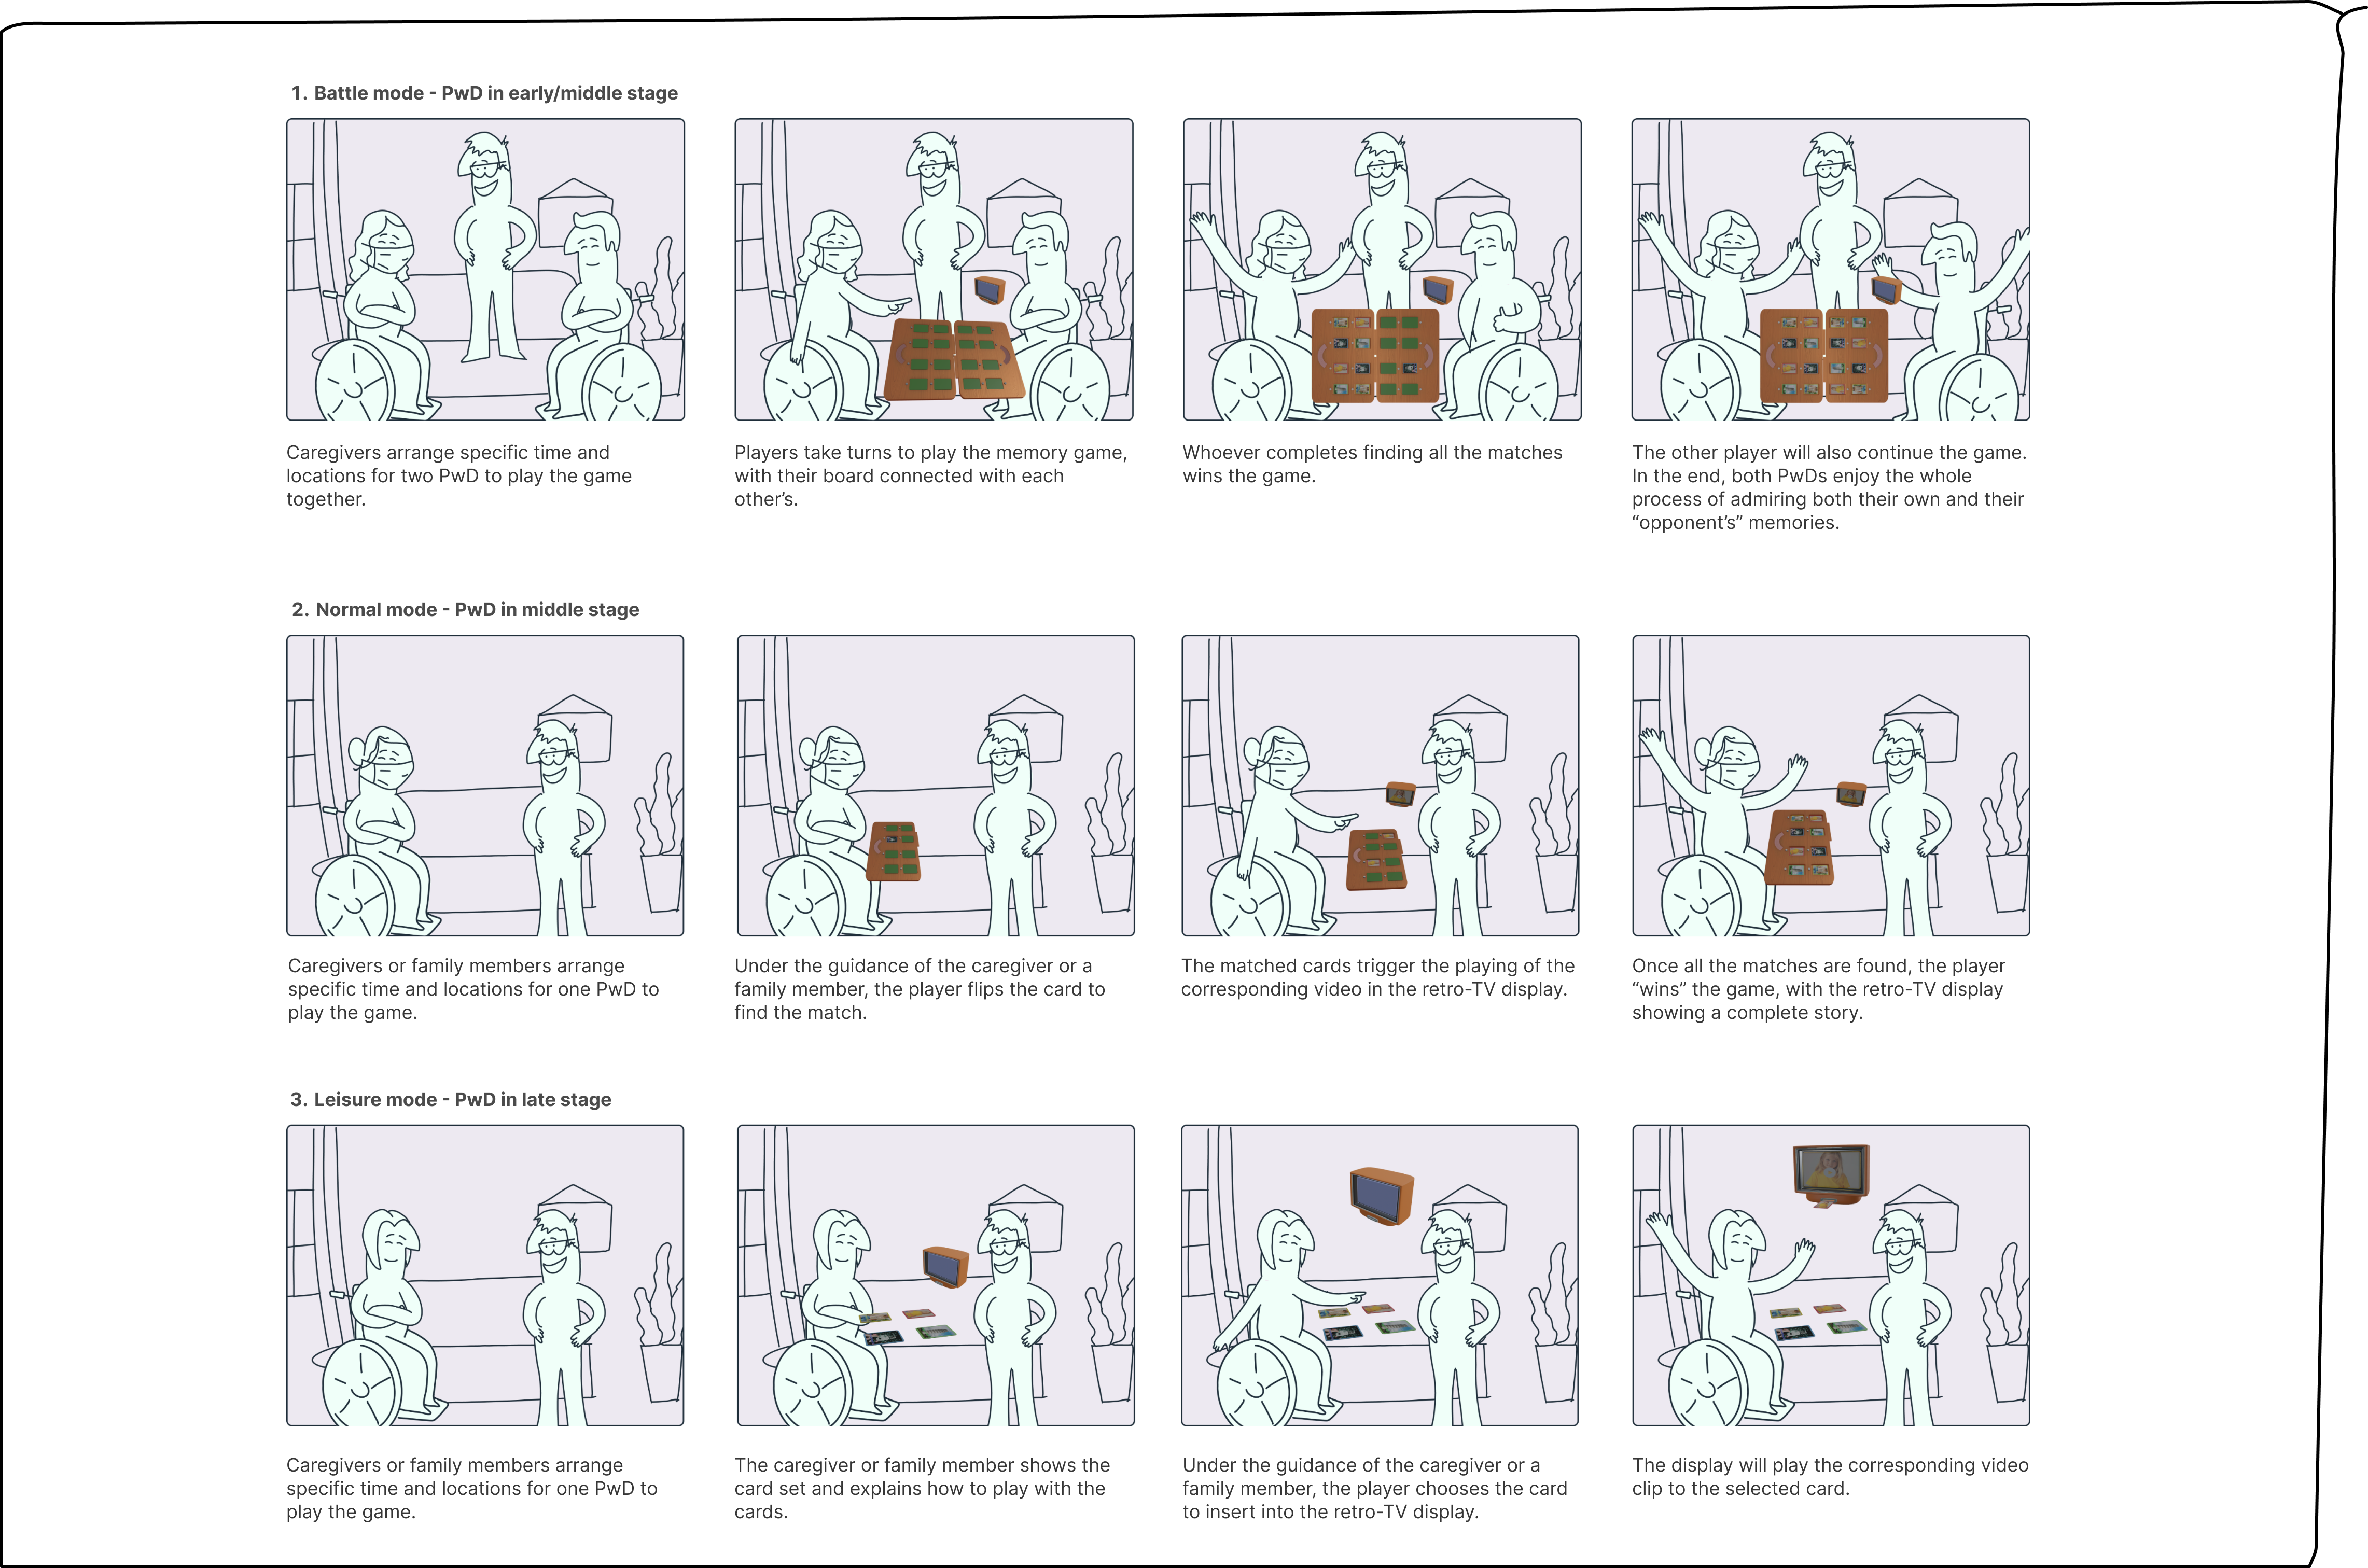 1. Battle mode - PwD in early/middle stage
Caregivers arrange specific time and
locations for two PwD to play the game
together.
Players take turns to play the memory game,
with their board connected with each
other’s.
Whoever completes finding all the matches
wins the game.
The other player will also continue the game.
In the end, both PwDs enjoy the whole
process of admiring both their own and their
“opponent’s” memories.
2. Normal mode - PwD in middle stage
Caregivers or family members arrange
specific time and locations for one PwD to
play the game.
Under the guidance of the caregiver or a
family member, the player flips the card to
find the match.
The matched cards trigger the playing of the
corresponding video in the retro-TV display.
Once all the matches are found, the player
“wins” the game, with the retro-TV display
showing a complete story.
3. Leisure mode - PwD in late stage
Caregivers or family members arrange
specific time and locations for one PwD to
play the game.
The caregiver or family member shows the
card set and explains how to play with the
cards.
Under the guidance of the caregiver or a
family member, the player chooses the card
to insert into the retro-TV display.
The display will play the corresponding video
clip to the selected card.